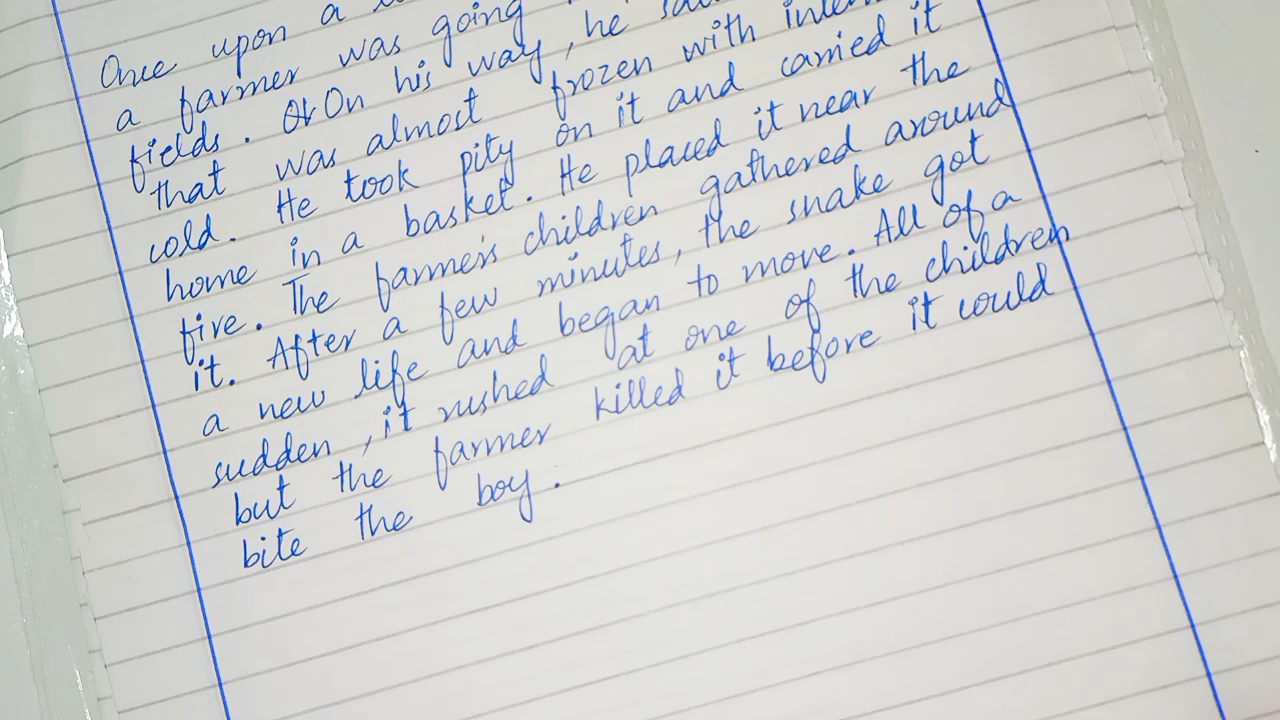 Once upon a
a farmer was going
fields. On his way, he
that was almost frozen with
cold. He took pity on it and carried it
home in a basket. He placed it near the
fire. The farmer's children gathered around
it. After a few minutes, the snake got
a new life and began to move. All of a
sudden, it rushed at one of the children
but the farmer killed it before it could
bite the boy.